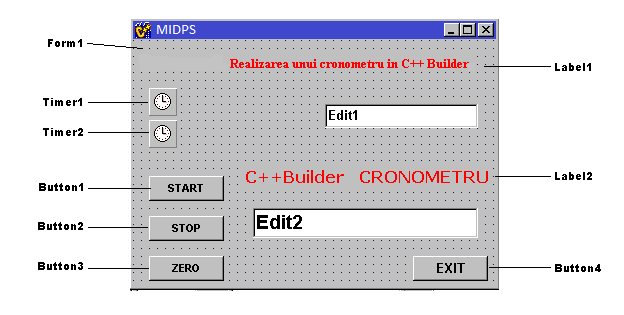 MIDPS
Form1
Realizarea unui cronometru in C++ Builder
Label1
Timer1
Edit1
Timer2
C++Builder CRONOMETRU
Label2
Button1
START
Edit2
Button2
STOP
Button3
ZERO
EXIT
Button4